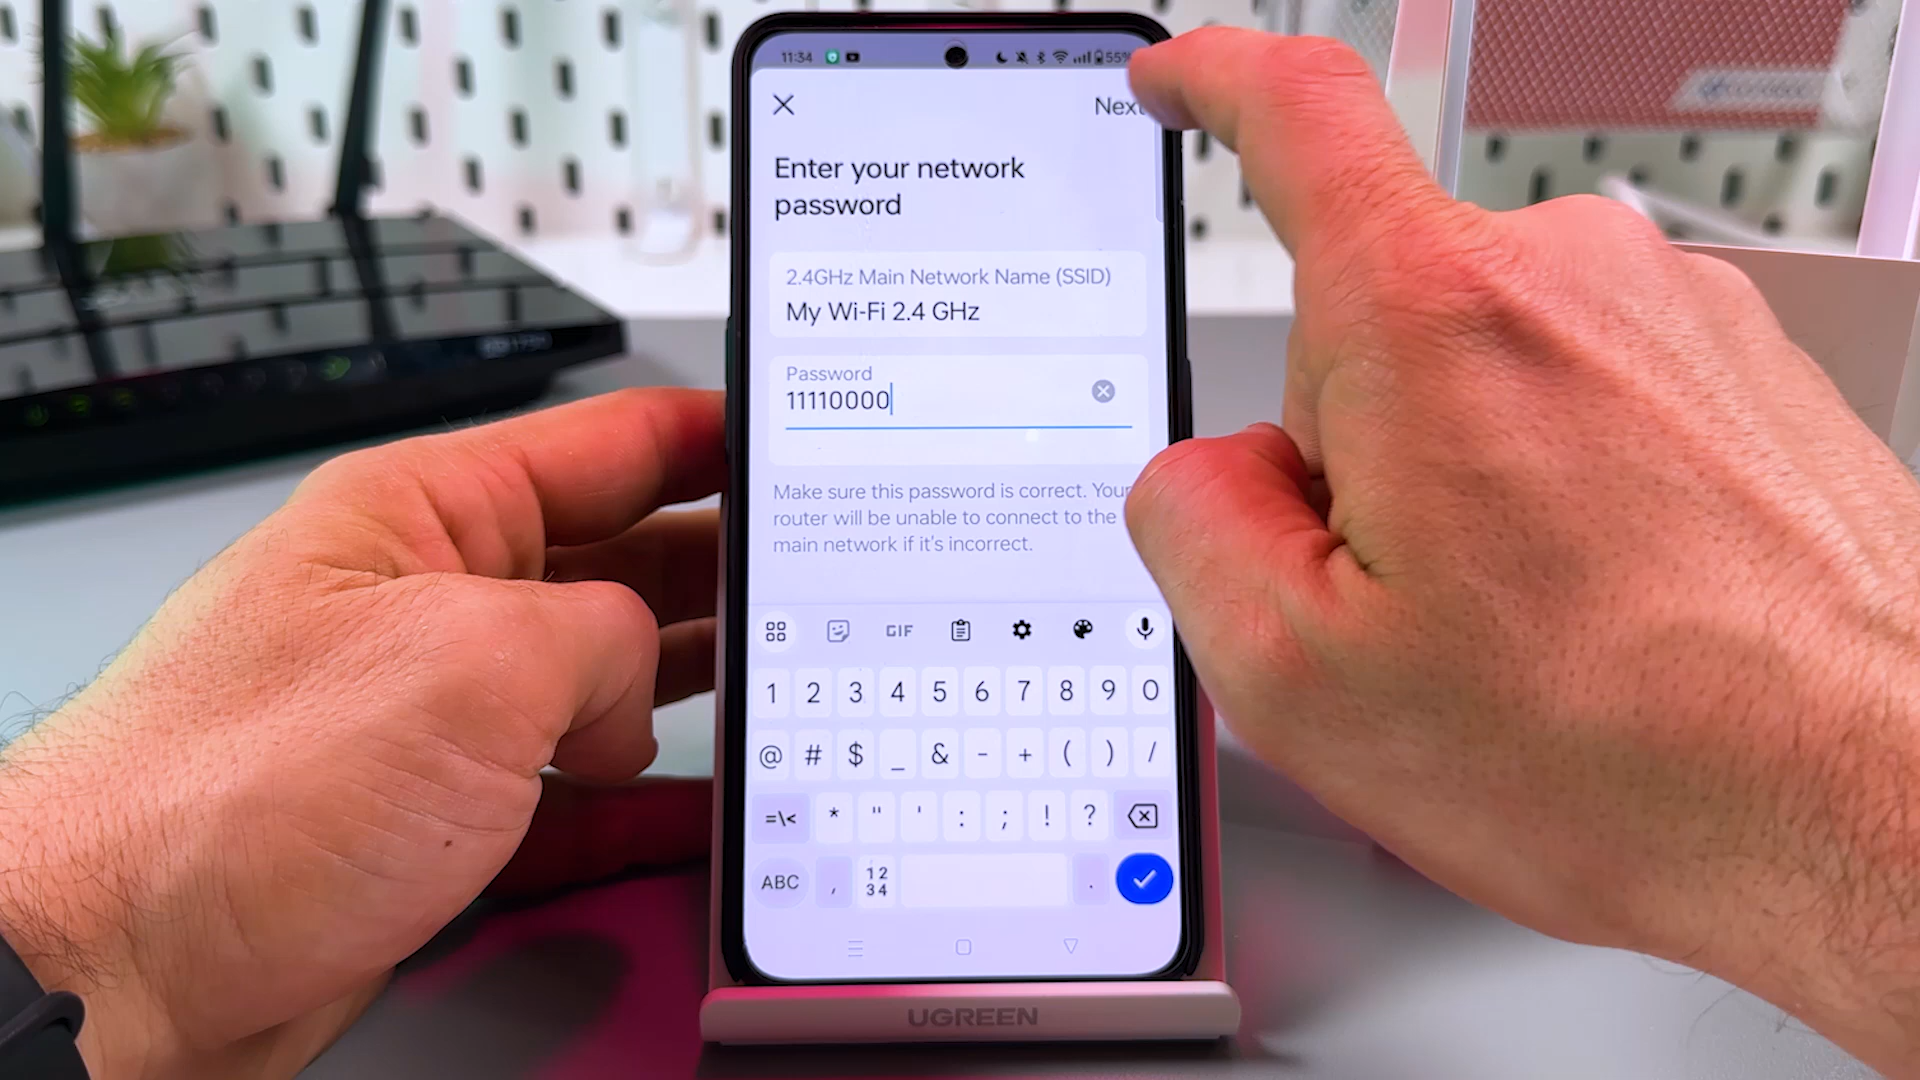 11:34
55%
Next
Enter your network
password
2.4GHz Main Network Name (SSID)
My Wi-Fi 2.4 GHz
Password
11110000
Make sure this password is correct. Your
router will be unable to connect to the
main network if it's incorrect.
GIF
1 2 3 4 5 6 7 8 9 0
@ # $ _ & - + ( ) /
=\< * " ' : ; ! ?
ABC , 12 .
34
UGREEN